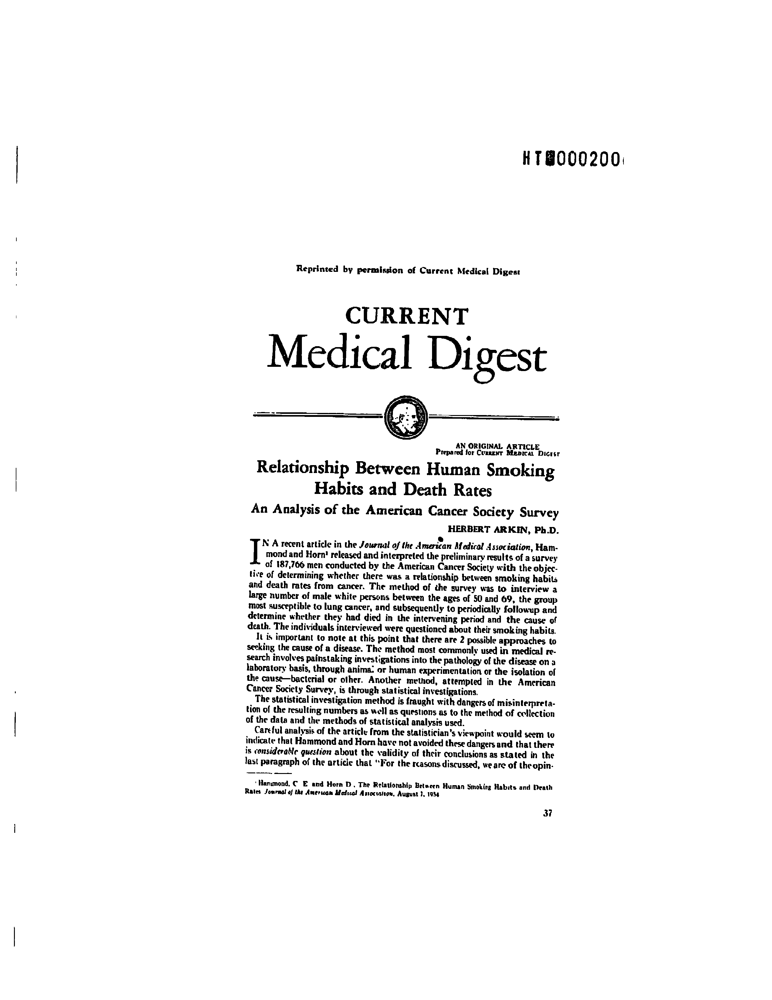 HT 000200
Reprinted by permission of Current Medical Digest
CURRENT
Medical Digest
AN ORIGINAL ARTICLE
Prepared for CURRENT MEDICAL DIGEST
Relationship Between Human Smoking
Habits and Death Rates
An Analysis of the American Cancer Society Survey
HERBERT ARKIN, Ph.D.
IN A recent article in the Journal of the American Medical Association, Ham-
mond and Horn¹ released and interpreted the preliminary results of a survey
of 187,766 men conducted by the American Cancer Society with the objec-
tive of determining whether there was a relationship between smoking habits
and death rates from cancer. The method of the survey was to interview a
large number of male white persons between the ages of 50 and 69, the group
most susceptible to lung cancer, and subsequently to periodically followup and
determine whether they had died in the intervening period and the cause of
death. The individuals interviewed were questioned about their smoking habits.
It is important to note at this point that there are 2 possible approaches to
seeking the cause of a disease. The method most commonly used in medical re-
search involves painstaking investigations into the pathology of the disease on a
laboratory basis, through animal or human experimentation or the isolation of
the cause—bacterial or other. Another method, attempted in the American
Cancer Society Survey, is through statistical investigations.
The statistical investigation method is fraught with dangers of misinterpreta-
tion of the resulting numbers as well as questions as to the method of collection
of the data and the methods of statistical analysis used.
Careful analysis of the article from the statistician's viewpoint would seem to
indicate that Hammond and Horn have not avoided these dangers and that there
is considerable question about the validity of their conclusions as stated in the
last paragraph of the article that "For the reasons discussed, we are of the opin-
¹ Hammond, C E and Horn D. The Relationship Between Human Smoking Habits and Death
Rates Journal of the American Medical Association, August 7, 1954
37